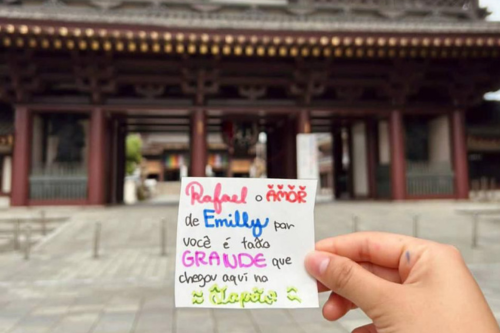 Rafael o AMOR
de Emilly por
você é tão
GRANDE que
chegou aqui no
Japão